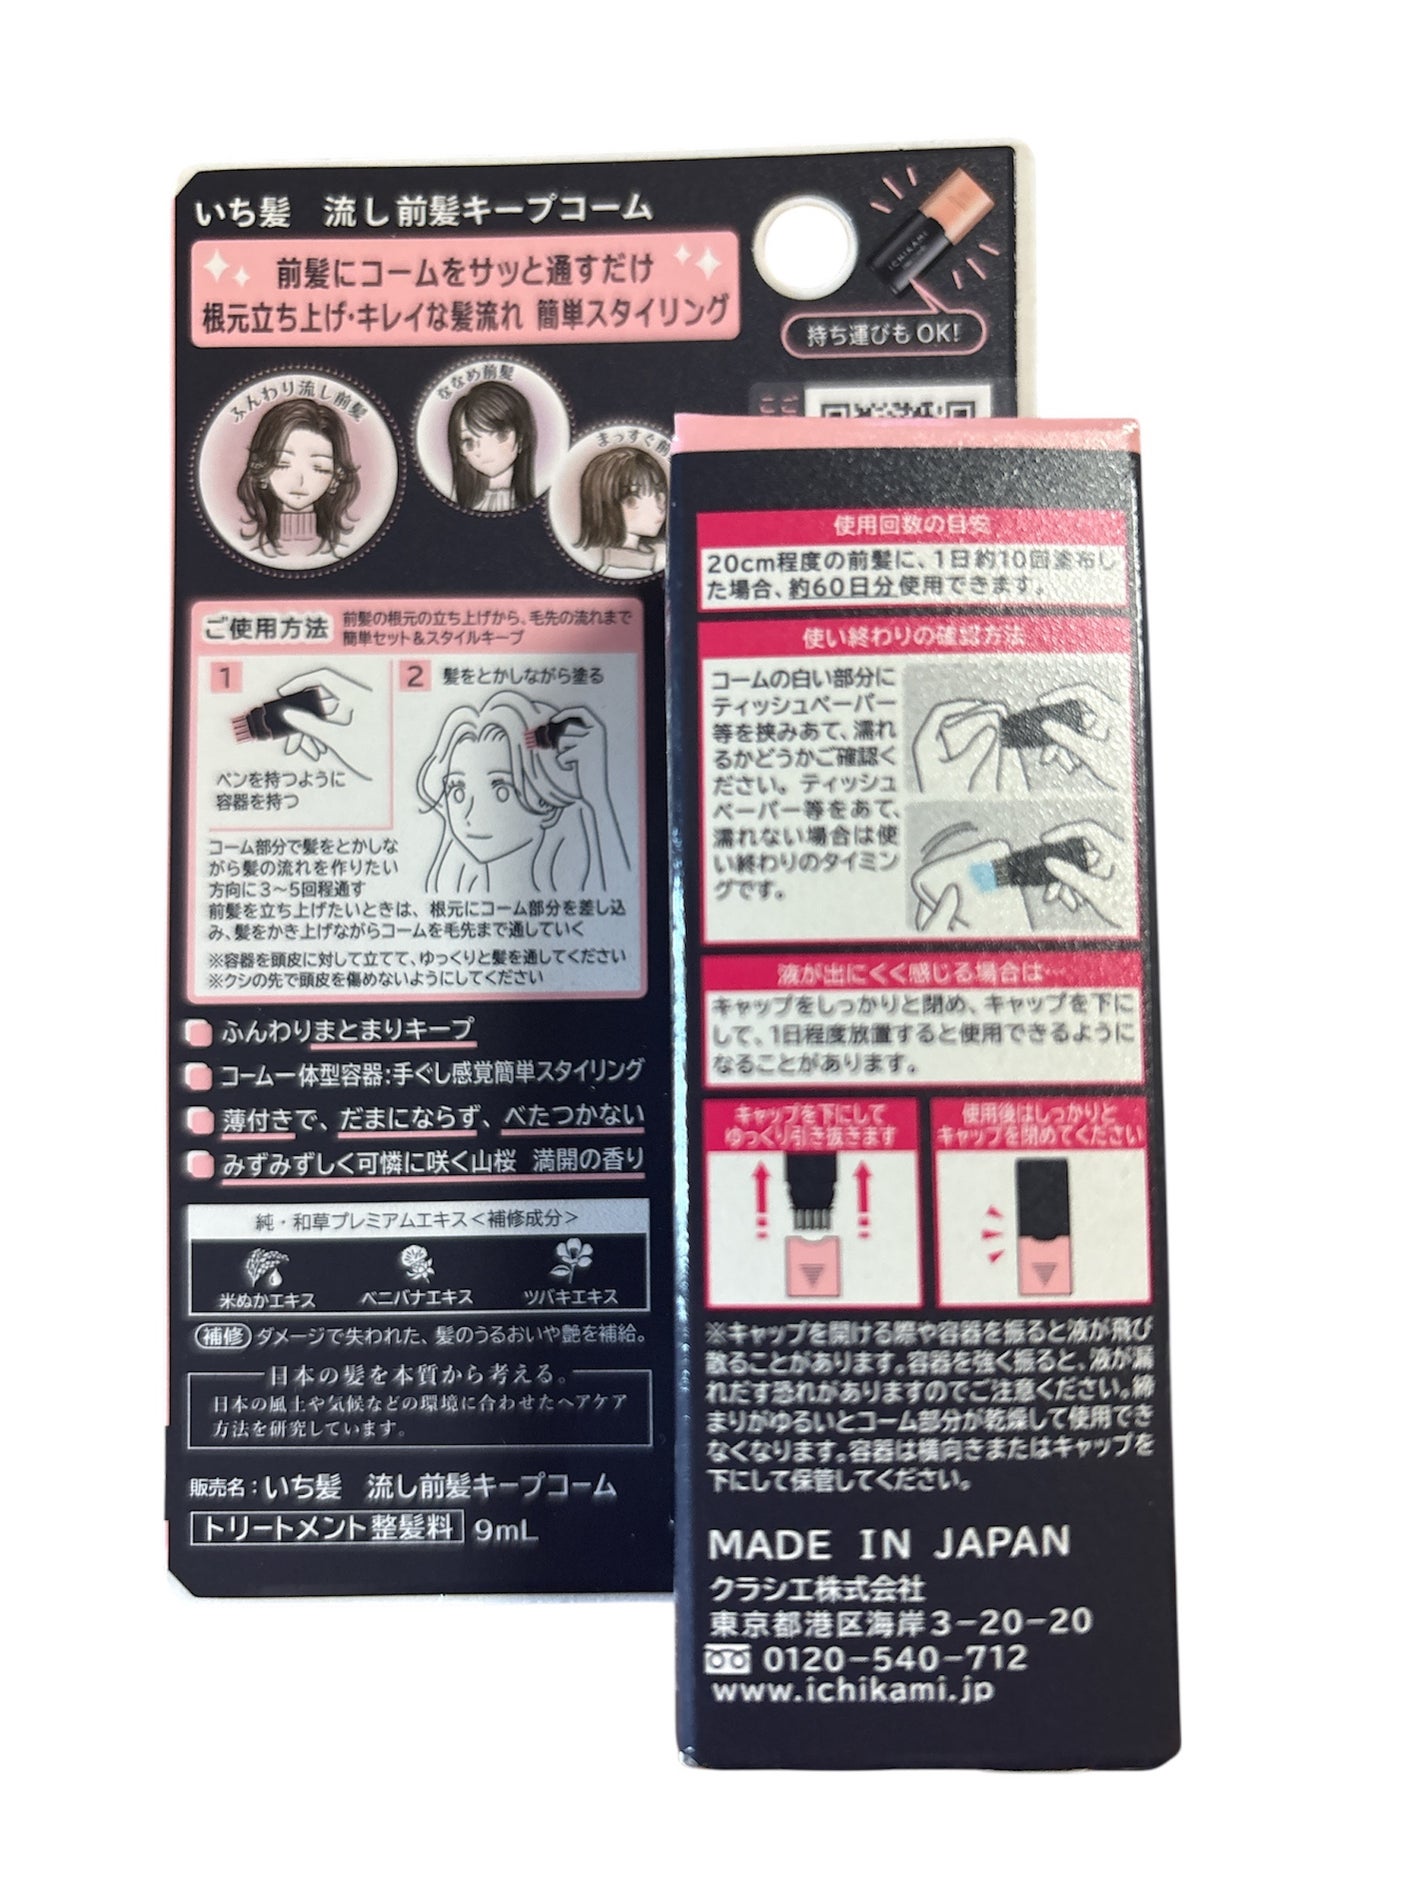 いち髪　流し前髪キープコーム
前髪にコームをサッと通すだけ
根元立ち上げ・キレイな髪流れ 簡単スタイリング
ICHIKAMI
持ち運びもOK!
ふんわり流し前髪
ななめ前髪
まっすぐ前
ご使用方法
前髪の根元の立ち上げから、毛先の流れまで
簡単セット＆スタイルキープ
1
ペンを持つように
容器を持つ
2 髪をとかしながら塗る
コーム部分で髪をとかしな
がら髪の流れを作りたい
方向に3～5回程通す
前髪を立ち上げたいときは、根元にコーム部分を差し込
み、髪をかき上げながらコームを毛先まで通していく
※容器を頭皮に対して立てて、ゆっくりと髪を通してください
※クシの先で頭皮を傷めないようにしてください
ふんわりまとまりキープ
コーム一体型容器:手ぐし感覚簡単スタイリング
薄付きで、だまにならず、べたつかない
みずみずしく可憐に咲く山桜 満開の香り
純・和草プレミアムエキス＜補修成分＞
米ぬかエキス
ベニバナエキス
ツバキエキス
補修 ダメージで失われた、髪のうるおいや艶を補給。
日本の髪を本質から考える。
日本の風土や気候などの環境に合わせたヘアケア
方法を研究しています。
販売名：いち髪　流し前髪キープコーム
トリートメント整髪料 9mL
使用回数の目安
20cm程度の前髪に、1日約10回塗布し
た場合、約60日分使用できます。
使い終わりの確認方法
コームの白い部分に
ティッシュペーパー
等を挟みあて、濡れ
るかどうかご確認く
ださい。ティッシュ
ペーパー等をあて、
濡れない場合は使
い終わりのタイミン
グです。
液が出にくく感じる場合は…
キャップをしっかりと閉め、キャップを下に
して、1日程度放置すると使用できるように
なることがあります。
キャップを下にして
ゆっくり引き抜きます
使用後はしっかりと
キャップを閉めてください
※キャップを開ける際や容器を振ると液が飛び
散ることがあります。容器を強く振ると、液が漏
れだす恐れがありますのでご注意ください。締
まりがゆるいとコーム部分が乾燥して使用でき
なくなります。容器は横向きまたはキャップを
下にして保管してください。
MADE IN JAPAN
クラシエ株式会社
東京都港区海岸3－20－20
0120－540－712
www.ichikami.jp